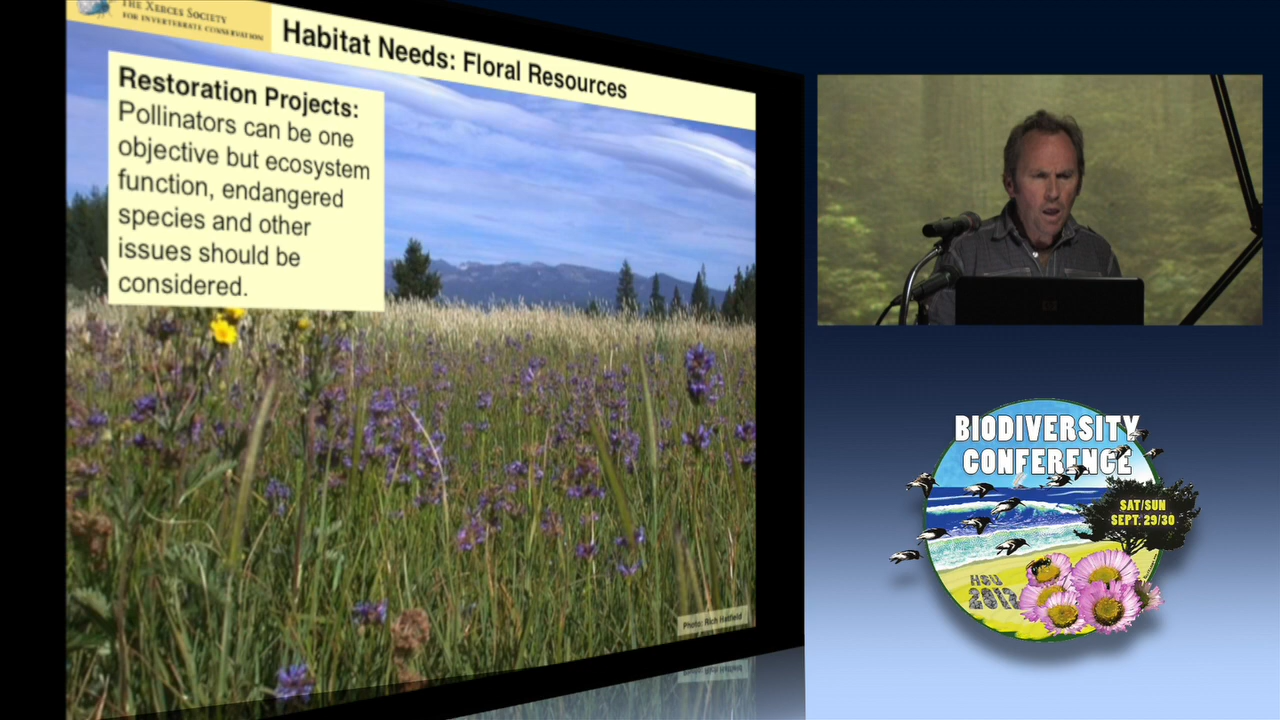 THE XERCES SOCIETY
FOR INVERTEBRATE CONSERVATION
Habitat Needs: Floral Resources
Restoration Projects:
Pollinators can be one
objective but ecosystem
function, endangered
species and other
issues should be
considered.
Photo: Rich Hatfield
BIODIVERSITY
CONFERENCE
SAT/SUN
SEPT. 29/30
HSU
2012